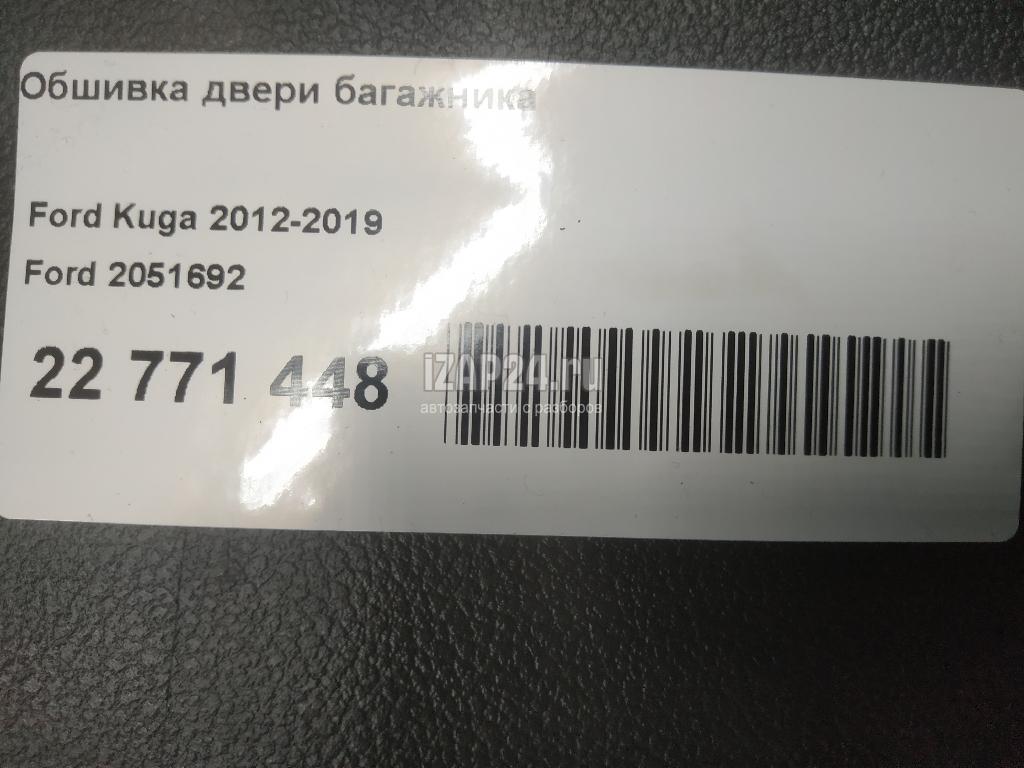 Обшивка двери багажника
Ford Kuga 2012-2019
Ford 2051692
22 771 448
iZAP24.ru
автозапчасти с разборов